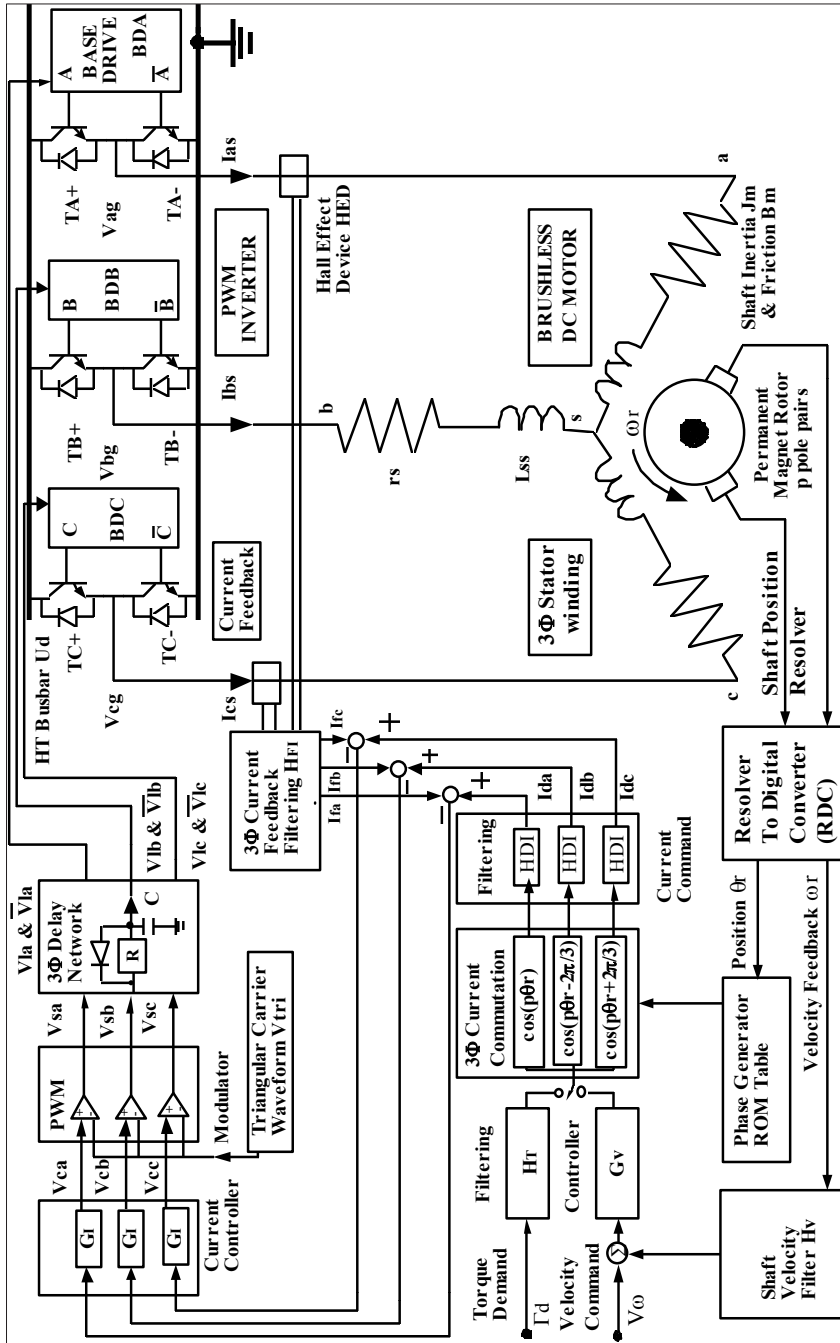 Vca
Vcb
Vcc
GI
GI
GI
Current
Controller
PWM
+
-
+
-
+
-
Modulator
Triangular Carrier
Waveform Vtri
Vsa
Vsb
Vsc
3Φ Delay
Network
R
C
V̅l̅a̅ & Vla
Vlb & V̅l̅b̅
Vlc & V̅l̅c̅
HT Busbar Ud
TC+
Vcg
TC-
C
BDC
C̅
TB+
Vbg
TB-
B
BDB
B̅
TA+
Vag
TA-
A
BASE
DRIVE
BDA
A̅
Ics
Current
Feedback
Ibs
PWM
INVERTER
Ias
Hall Effect
Device HED
3Φ Current
Feedback
Filtering HFI
Ifa
Ifb
Ifc
-
-
-
+
+
+
Ida
Idb
Idc
b
rs
Lss
s
a
c
BRUSHLESS
DC MOTOR
3Φ Stator
winding
ωr
Shaft Inertia Jm
& Friction Bm
Permanent
Magnet Rotor
p pole pairs
Shaft Position
Resolver
Torque
Demand
Γd
Velocity
Command
Vω
Σ
Filtering
HT
Controller
GV
3Φ Current
Commutation
cos(pθr)
cos(pθr-2π/3)
cos(pθr+2π/3)
Filtering
HDI
HDI
HDI
Current
Command
Resolver
To Digital
Converter
(RDC)
Position θr
Velocity Feedback ωr
Phase Generator
ROM Table
Shaft
Velocity
Filter Hv